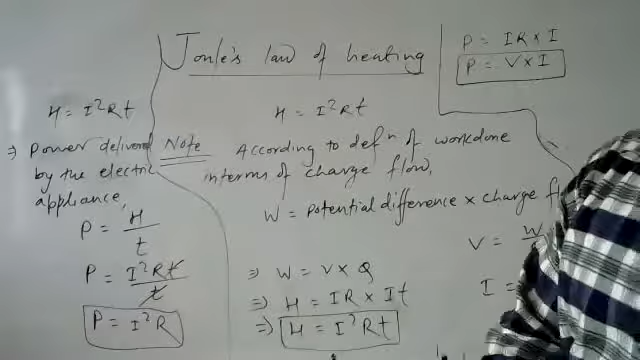 Joule's law of heating
H = I²Rt
⇒ Power delivered
by the electric
appliance,
P = H/t
P = I²Rt/t
P = I²R
H = I²Rt
Note According to defⁿ of workdone
interms of charge flow,
W = Potential difference × charge
⇒ W = V × Q
⇒ H = IR × It
⇒ H = I²Rt
P = IR × I
P = V × I
V = W
I =